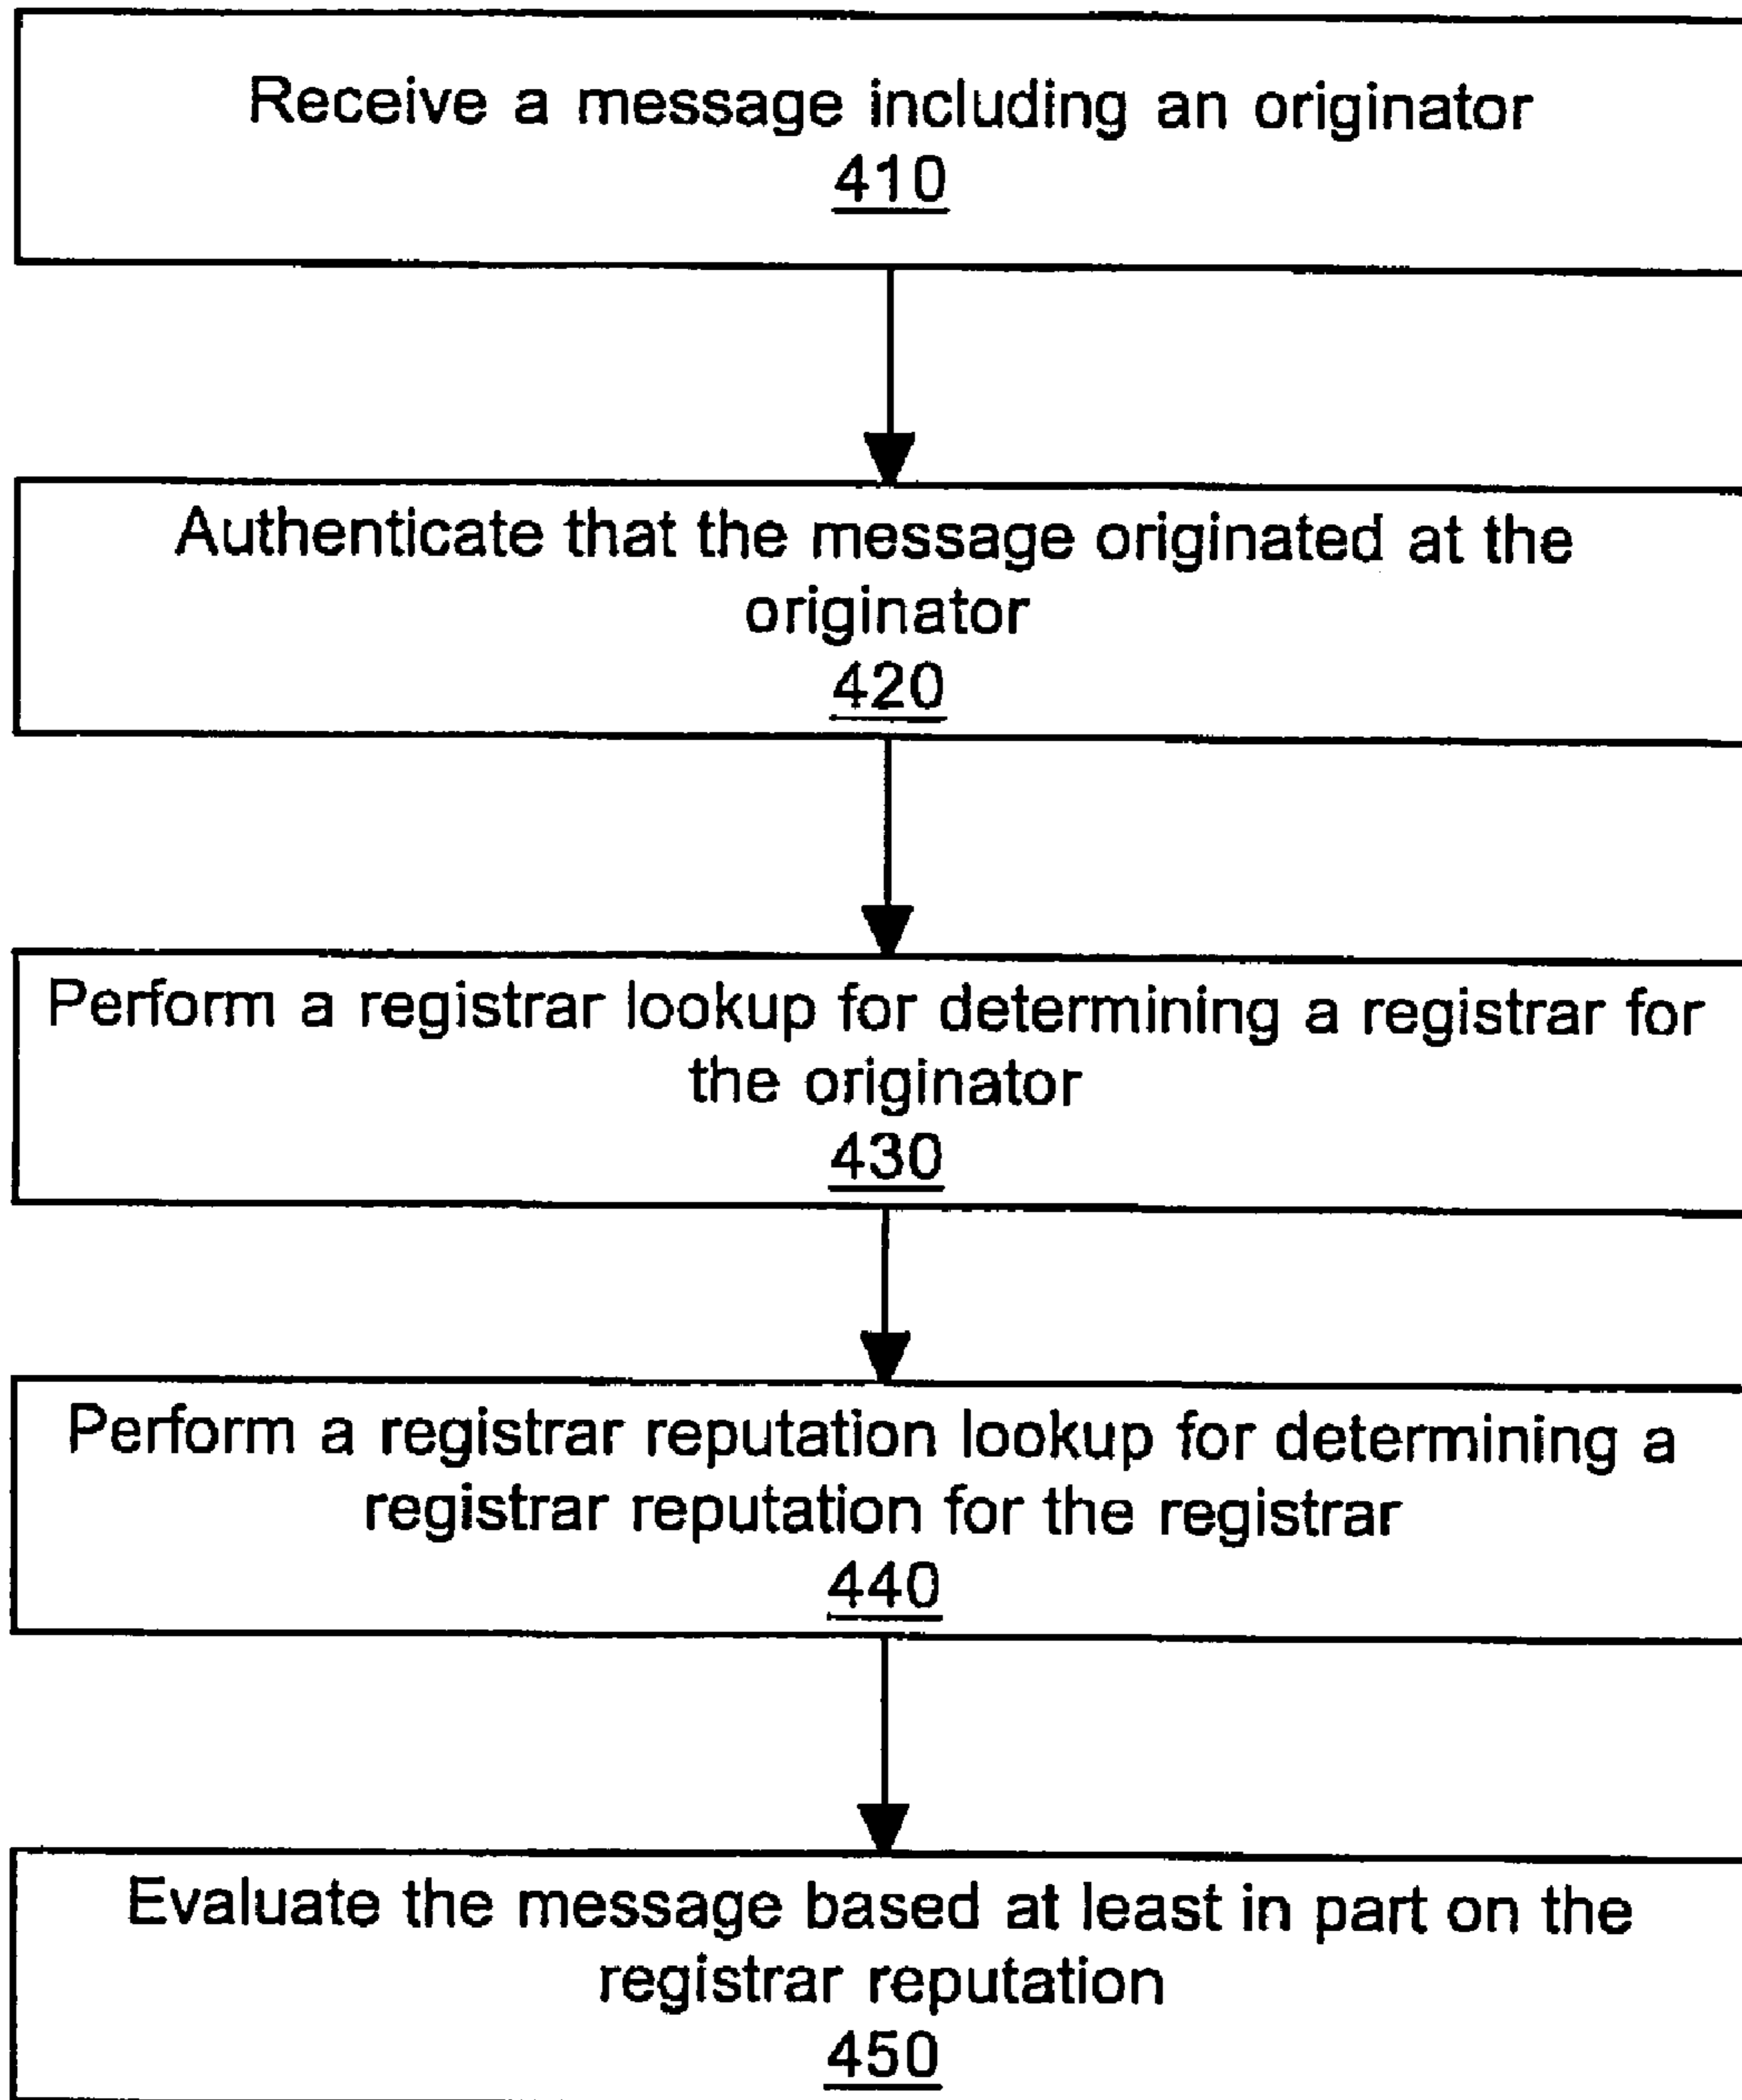 Receive a message including an originator
410
Authenticate that the message originated at the
originator
420
Perform a registrar lookup for determining a registrar for
the originator
430
Perform a registrar reputation lookup for determining a
registrar reputation for the registrar
440
Evaluate the message based at least in part on the
registrar reputation
450